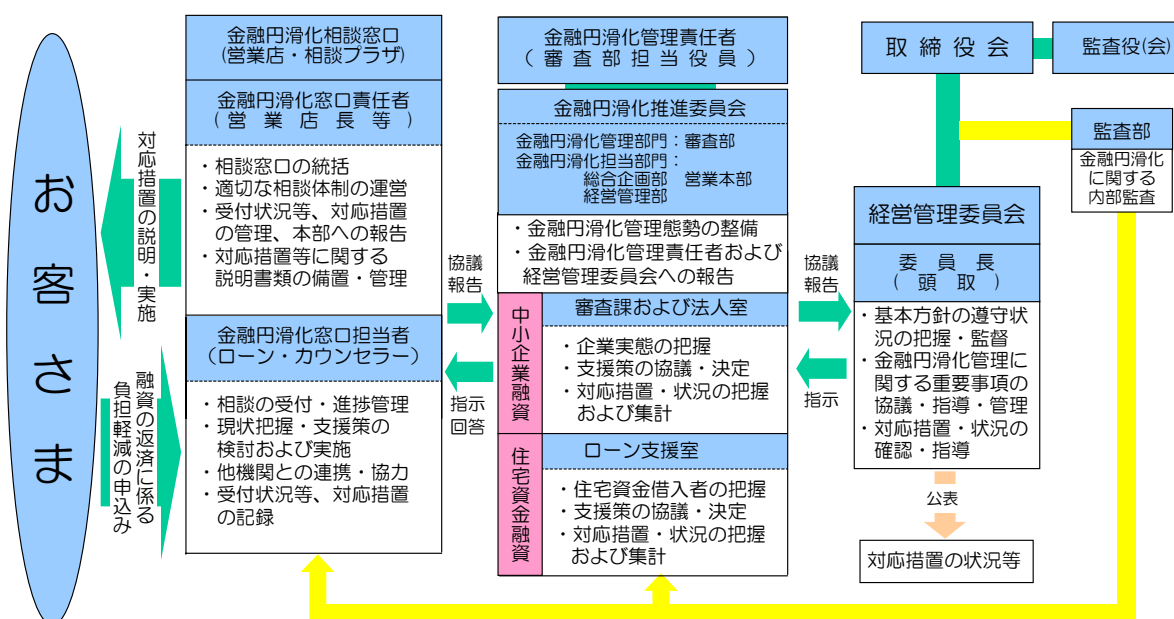 お客さま
対応措置の説明・実施
融資の返済に係る
負担軽減の申込み
金融円滑化相談窓口
(営業店・相談プラザ)
金融円滑化窓口責任者
(営業店長等)
・相談窓口の統括
・適切な相談体制の運営
・受付状況等、対応措置
の管理、本部への報告
・対応措置等に関する
説明書類の備置・管理
金融円滑化窓口担当者
(ローン・カウンセラー)
・相談の受付・進捗管理
・現状把握・支援策の
検討および実施
・他機関との連携・協力
・受付状況等、対応措置
の記録
協議
報告
指示
回答
金融円滑化管理責任者
(審査部担当役員)
金融円滑化推進委員会
金融円滑化管理部門：審査部
金融円滑化担当部門：
総合企画部 営業本部
経営管理部
・金融円滑化管理態勢の整備
・金融円滑化管理責任者および
経営管理委員会への報告
中小企業融資
審査課および法人室
・企業実態の把握
・支援策の協議・決定
・対応措置・状況の把握
および集計
住宅資金融資
ローン支援室
・住宅資金借入者の把握
・支援策の協議・決定
・対応措置・状況の把握
および集計
協議
報告
指示
取締役会
監査役(会)
監査部
金融円滑化
に関する
内部監査
経営管理委員会
委員長
(頭取)
・基本方針の遵守状
況の把握・監督
・金融円滑化管理に
関する重要事項の
協議・指導・管理
・対応措置・状況の
確認・指導
公表
対応措置の状況等